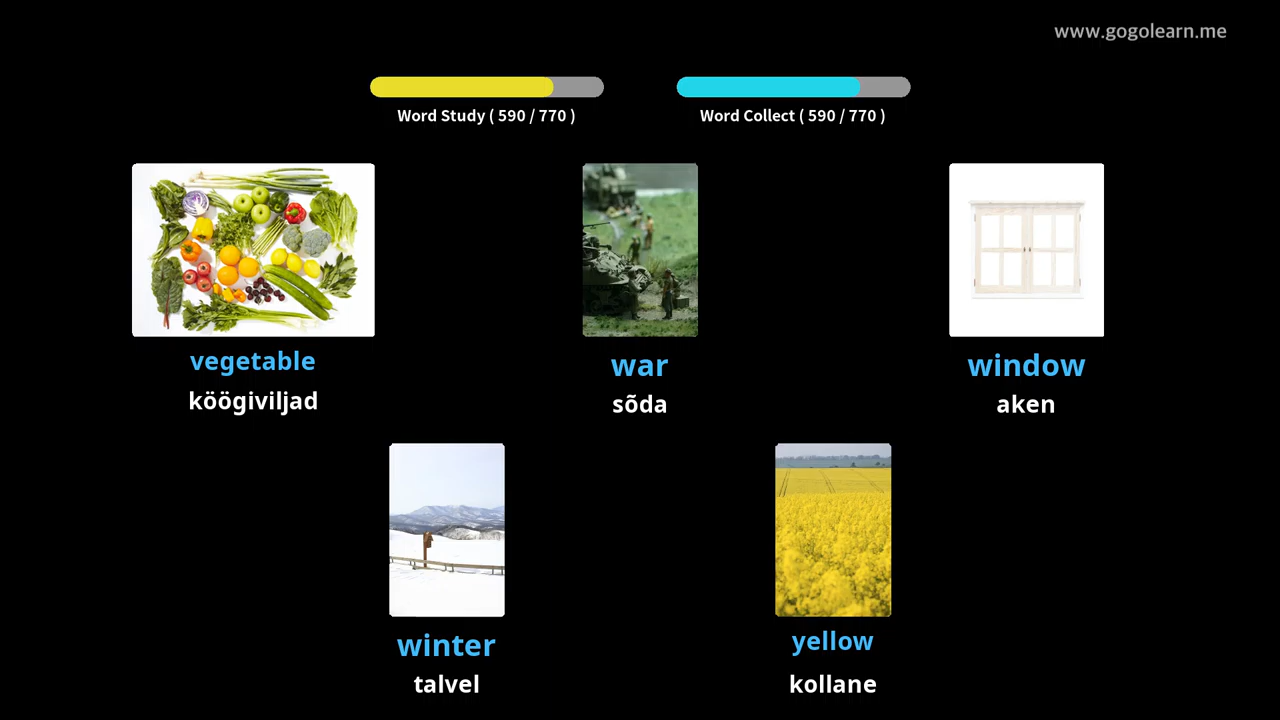 www.gogolearn.me
Word Study ( 590 / 770 )
Word Collect ( 590 / 770 )
vegetable
köögiviljad
war
sõda
window
aken
winter
talvel
yellow
kollane